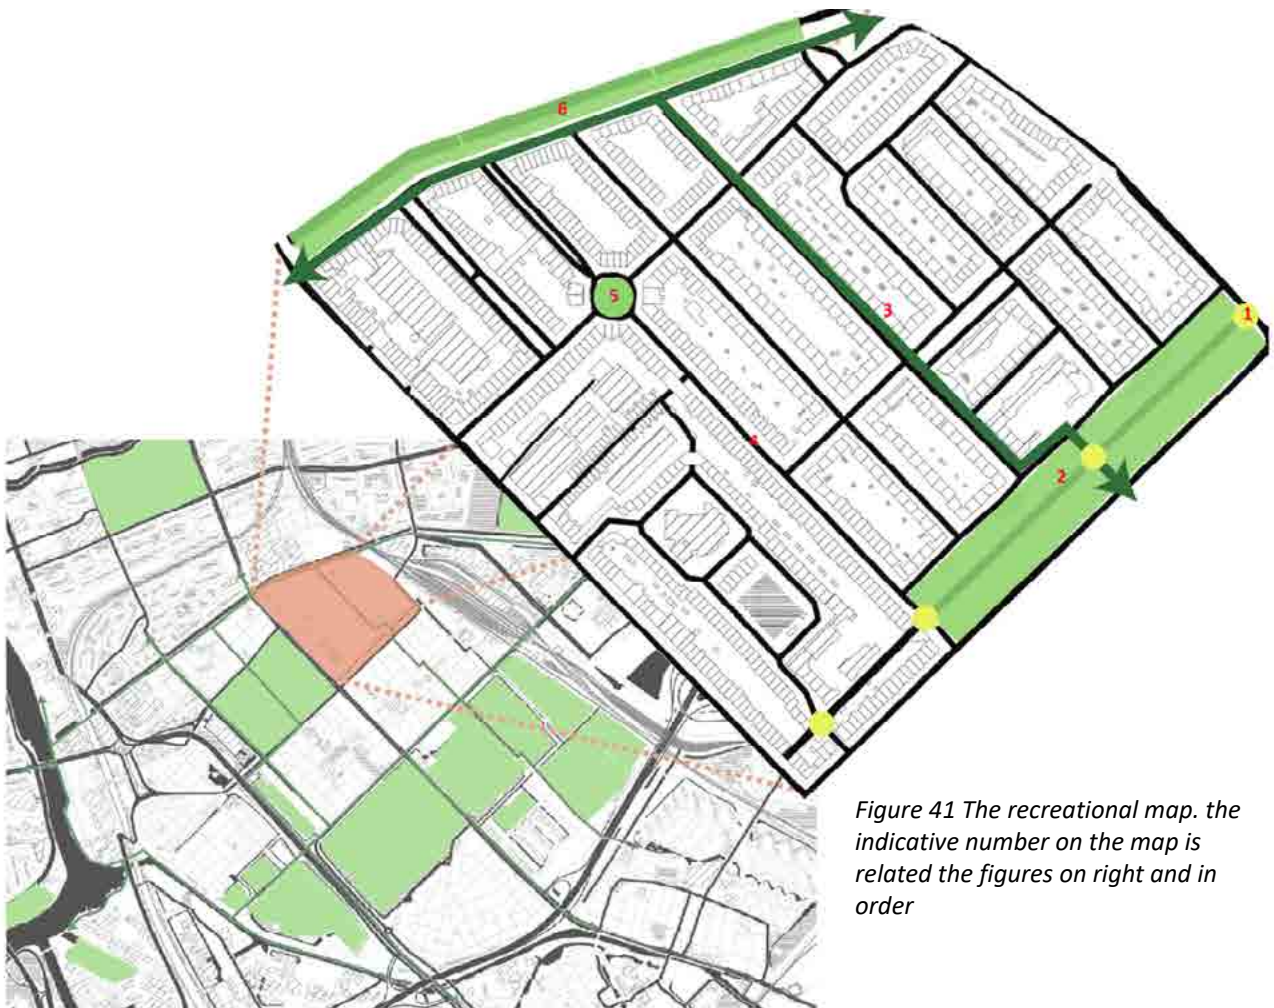 6
5
3
1
4
2
Figure 41 The recreational map. the
indicative number on the map is
related the figures on right and in
order